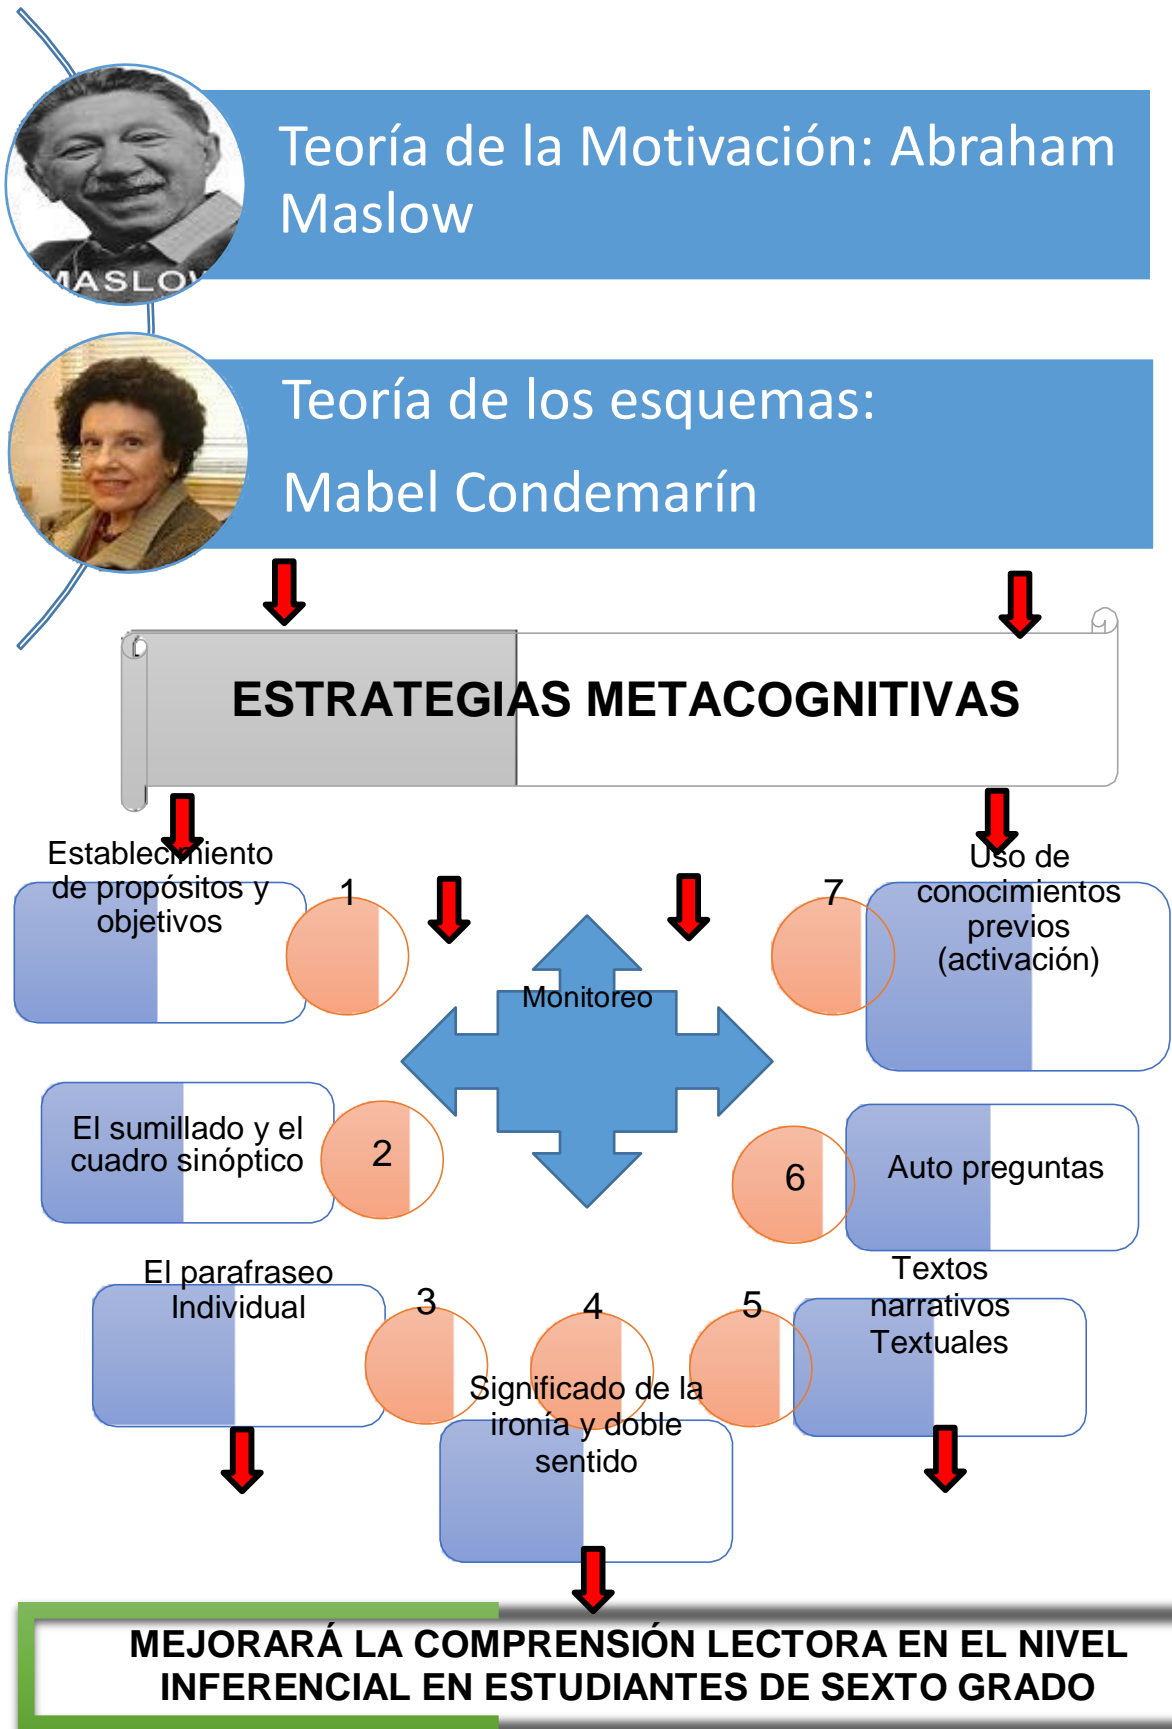 Teoría de la Motivación: Abraham
Maslow
MASLOW
Teoría de los esquemas:
Mabel Condemarín
ESTRATEGIAS METACOGNITIVAS
Establecimiento
de propósitos y
objetivos
1
7
Uso de
conocimientos
previos
(activación)
Monitoreo
El sumillado y el
cuadro sinóptico
2
6
Auto preguntas
El parafraseo
Individual
3
4
Significado de la
ironía y doble
sentido
5
Textos
narrativos
Textuales
MEJORARÁ LA COMPRENSIÓN LECTORA EN EL NIVEL
INFERENCIAL EN ESTUDIANTES DE SEXTO GRADO